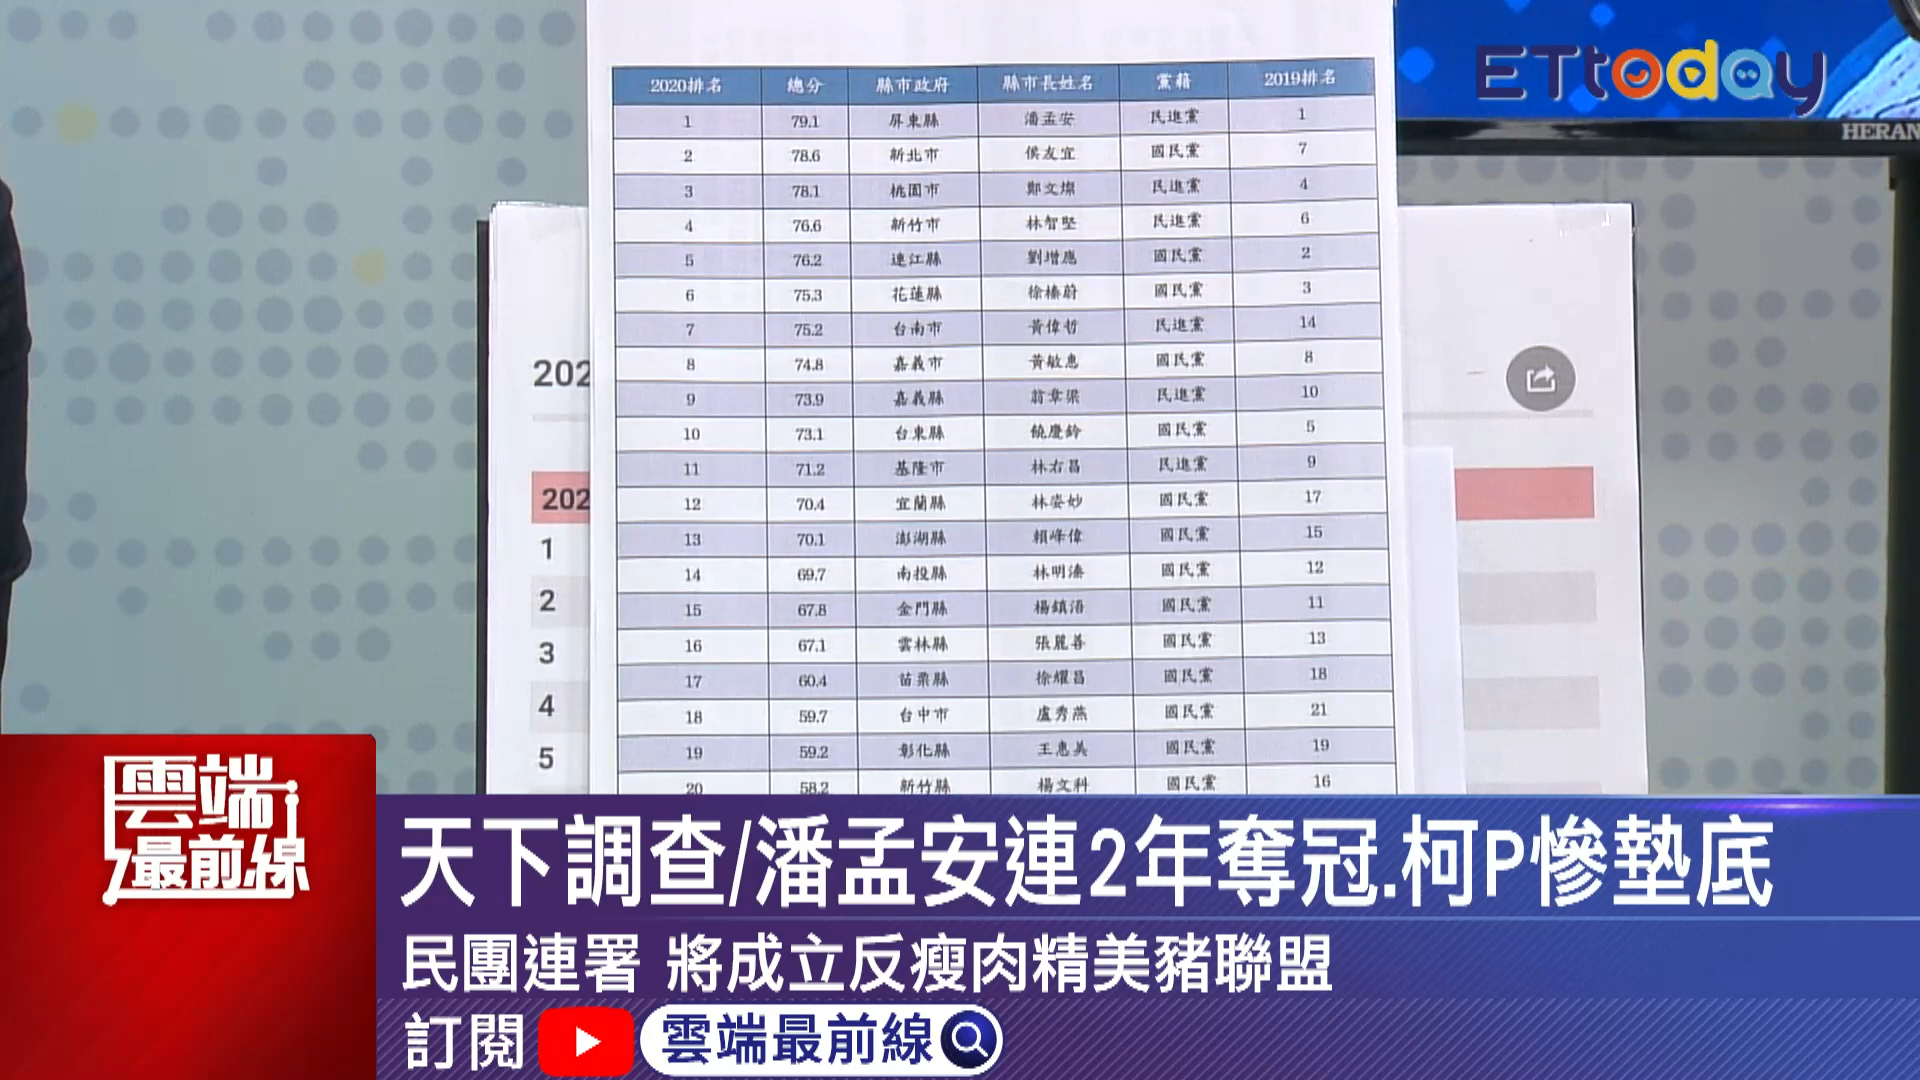 2020排名 總分 縣市政府 縣市長姓名 黨籍 2019排名
1 79.1 屏東縣 潘孟安 民進黨 1
2 78.6 新北市 侯友宜 國民黨 7
3 78.1 桃園市 鄭文燦 民進黨 4
4 76.6 新竹市 林智堅 民進黨 6
5 76.2 連江縣 劉增應 國民黨 2
6 75.3 花蓮縣 徐榛蔚 國民黨 3
7 75.2 台南市 黃偉哲 民進黨 14
8 74.8 嘉義市 黃敏惠 國民黨 8
9 73.9 嘉義縣 翁章梁 民進黨 10
10 73.1 台東縣 饒慶鈴 國民黨 5
11 71.2 基隆市 林右昌 民進黨 9
12 70.4 宜蘭縣 林姿妙 國民黨 17
13 70.1 澎湖縣 賴峰偉 國民黨 15
14 69.7 南投縣 林明溱 國民黨 12
15 67.8 金門縣 楊鎮浯 國民黨 11
16 67.1 雲林縣 張麗善 國民黨 13
17 60.4 苗栗縣 徐耀昌 國民黨 18
18 59.7 台中市 盧秀燕 國民黨 21
19 59.2 彰化縣 王惠美 國民黨 19
20 58.2 新竹縣 楊文科 國民黨 16
ETtoday
HERAN
202
202
1
2
3
4
5
雲端
最前線
天下調查/潘孟安連2年奪冠.柯P慘墊底
民團連署 將成立反瘦肉精美豬聯盟
訂閱 雲端最前線